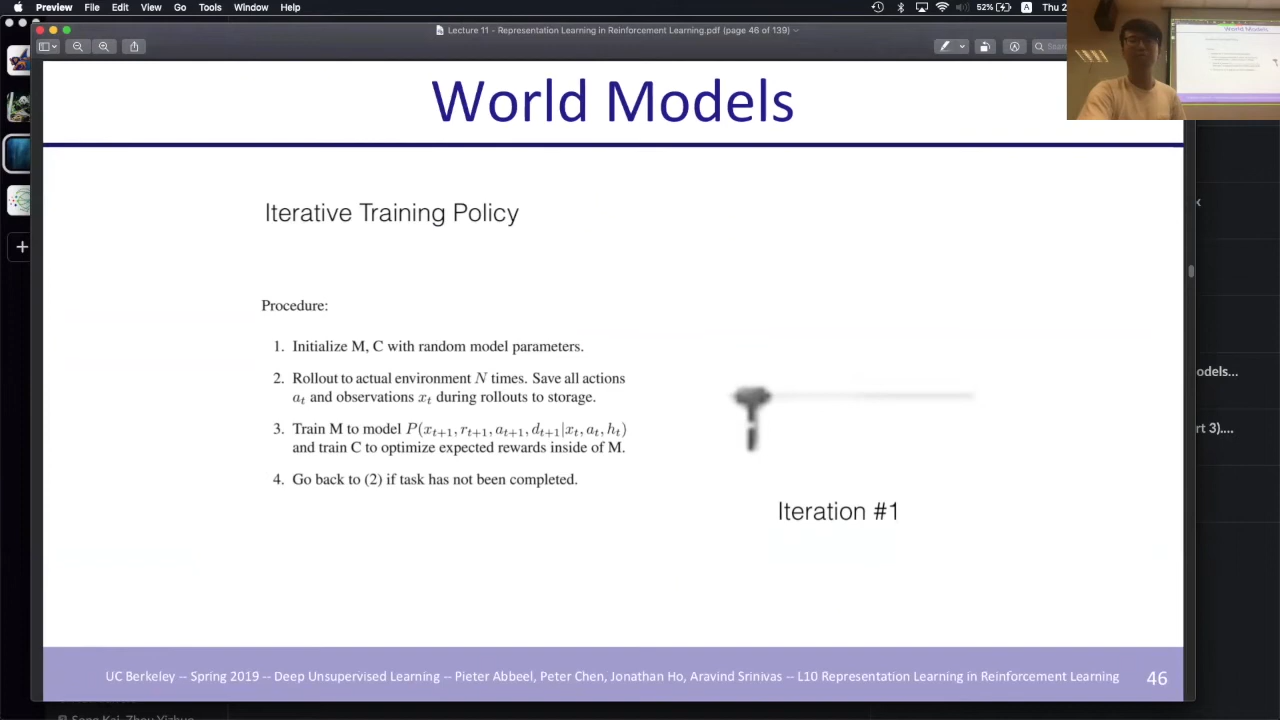 Preview File Edit View Go Tools Window Help
52% Thu 2
Lecture 11 - Representation Learning in Reinforcement Learning.pdf (page 46 of 139)
World Models
World Models
Iterative Training Policy
Procedure:
1. Initialize M, C with random model parameters.
2. Rollout to actual environment N times. Save all actions
a_t and observations x_t during rollouts to storage.
3. Train M to model P(x_{t+1}, r_{t+1}, a_{t+1}, d_{t+1}|x_t, a_t, h_t)
and train C to optimize expected rewards inside of M.
4. Go back to (2) if task has not been completed.
Iteration #1
odels...
rt 3)....
UC Berkeley -- Spring 2019 -- Deep Unsupervised Learning -- Pieter Abbeel, Peter Chen, Jonathan Ho, Aravind Srinivas -- L10 Representation Learning in Reinforcement Learning
46